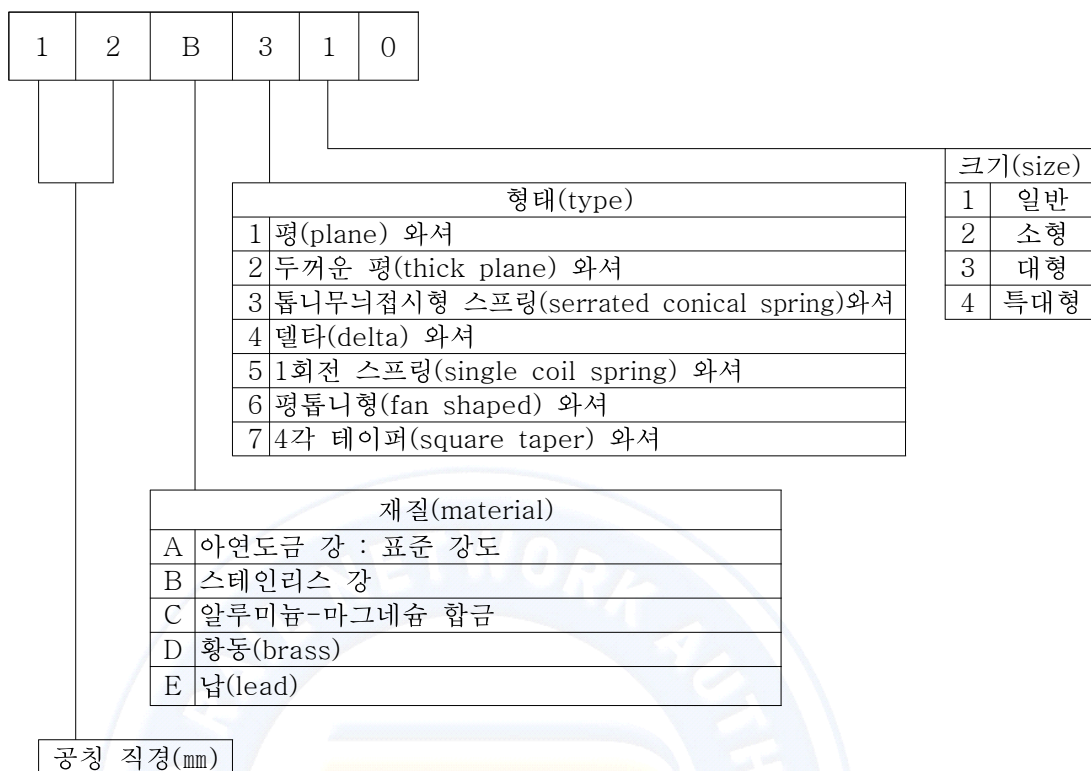 1 2 B 3 1 0
크기(size)
1 일반
2 소형
3 대형
4 특대형
형태(type)
1 평(plane) 와셔
2 두꺼운 평(thick plane) 와셔
3 톱니무늬접시형 스프링(serrated conical spring)와셔
4 델타(delta) 와셔
5 1회전 스프링(single coil spring) 와셔
6 평톱니형(fan shaped) 와셔
7 4각 테이퍼(square taper) 와셔
재질(material)
A 아연도금 강 : 표준 강도
B 스테인리스 강
C 알루미늄-마그네슘 합금
D 황동(brass)
E 납(lead)
공칭 직경(㎜)
NETWORK AUTH